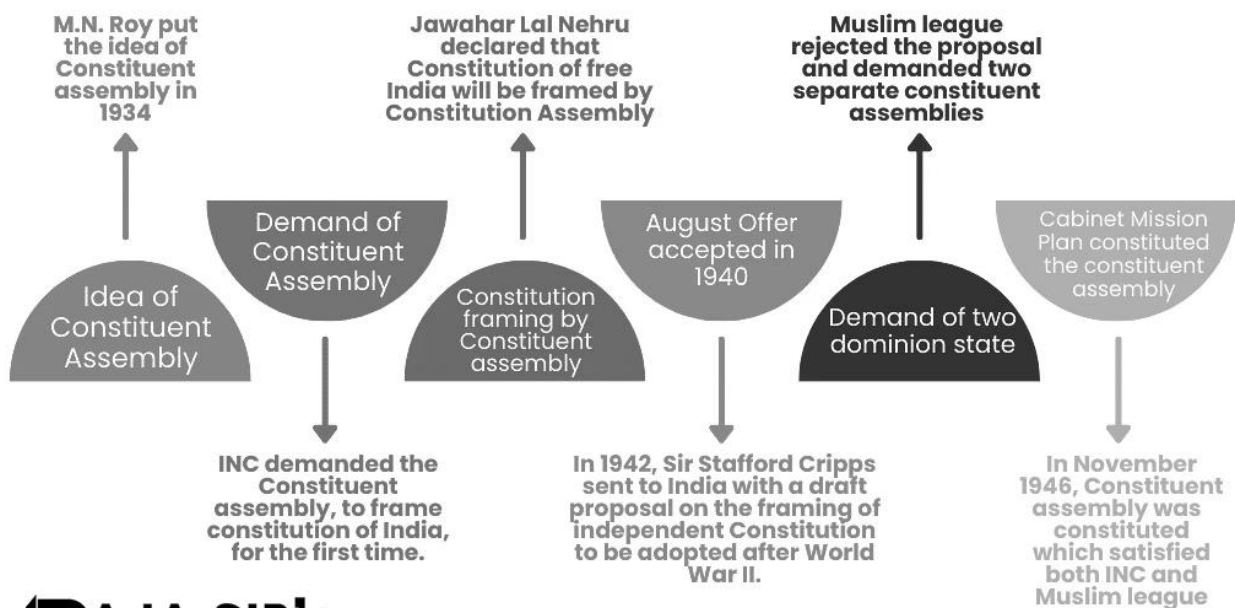 M.N. Roy put
the idea of
Constituent
assembly in
1934
Idea of
Constituent
Assembly
Demand of
Constituent
Assembly
INC demanded the
Constituent
assembly, to frame
constitution of India,
for the first time.
Jawahar Lal Nehru
declared that
Constitution of free
India will be framed by
Constitution Assembly
Constitution
framing by
Constituent
assembly
August Offer
accepted in
1940
In 1942, Sir Stafford Cripps
sent to India with a draft
proposal on the framing of
independent Constitution
to be adopted after World
War II.
Muslim league
rejected the proposal
and demanded two
separate constituent
assemblies
Demand of two
dominion state
Cabinet Mission
Plan constituted
the constituent
assembly
In November
1946, Constituent
assembly was
constituted
which satisfied
both INC and
Muslim league